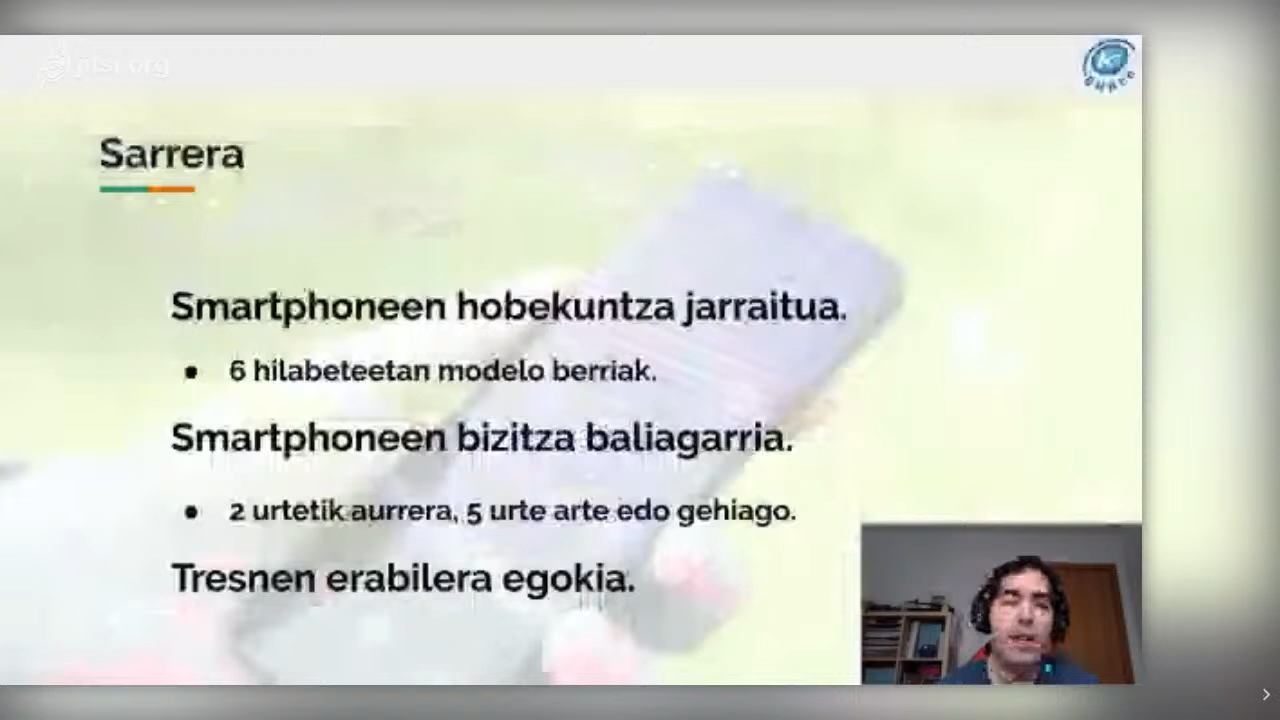 jitsi.org
Sarrera
Smartphoneen hobekuntza jarraitua.
● 6 hilabeteetan modelo berriak.
Smartphoneen bizitza baliagarria.
● 2 urtetik aurrera, 5 urte arte edo gehiago.
Tresnen erabilera egokia.